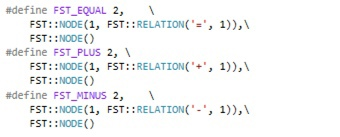 #define FST_EQUAL 2,    \
    FST::NODE(1, FST::RELATION('=', 1)),\
    FST::NODE()
#define FST_PLUS 2, \
    FST::NODE(1, FST::RELATION('+', 1)),\
    FST::NODE()
#define FST_MINUS 2,    \
    FST::NODE(1, FST::RELATION('-', 1)),\
    FST::NODE()